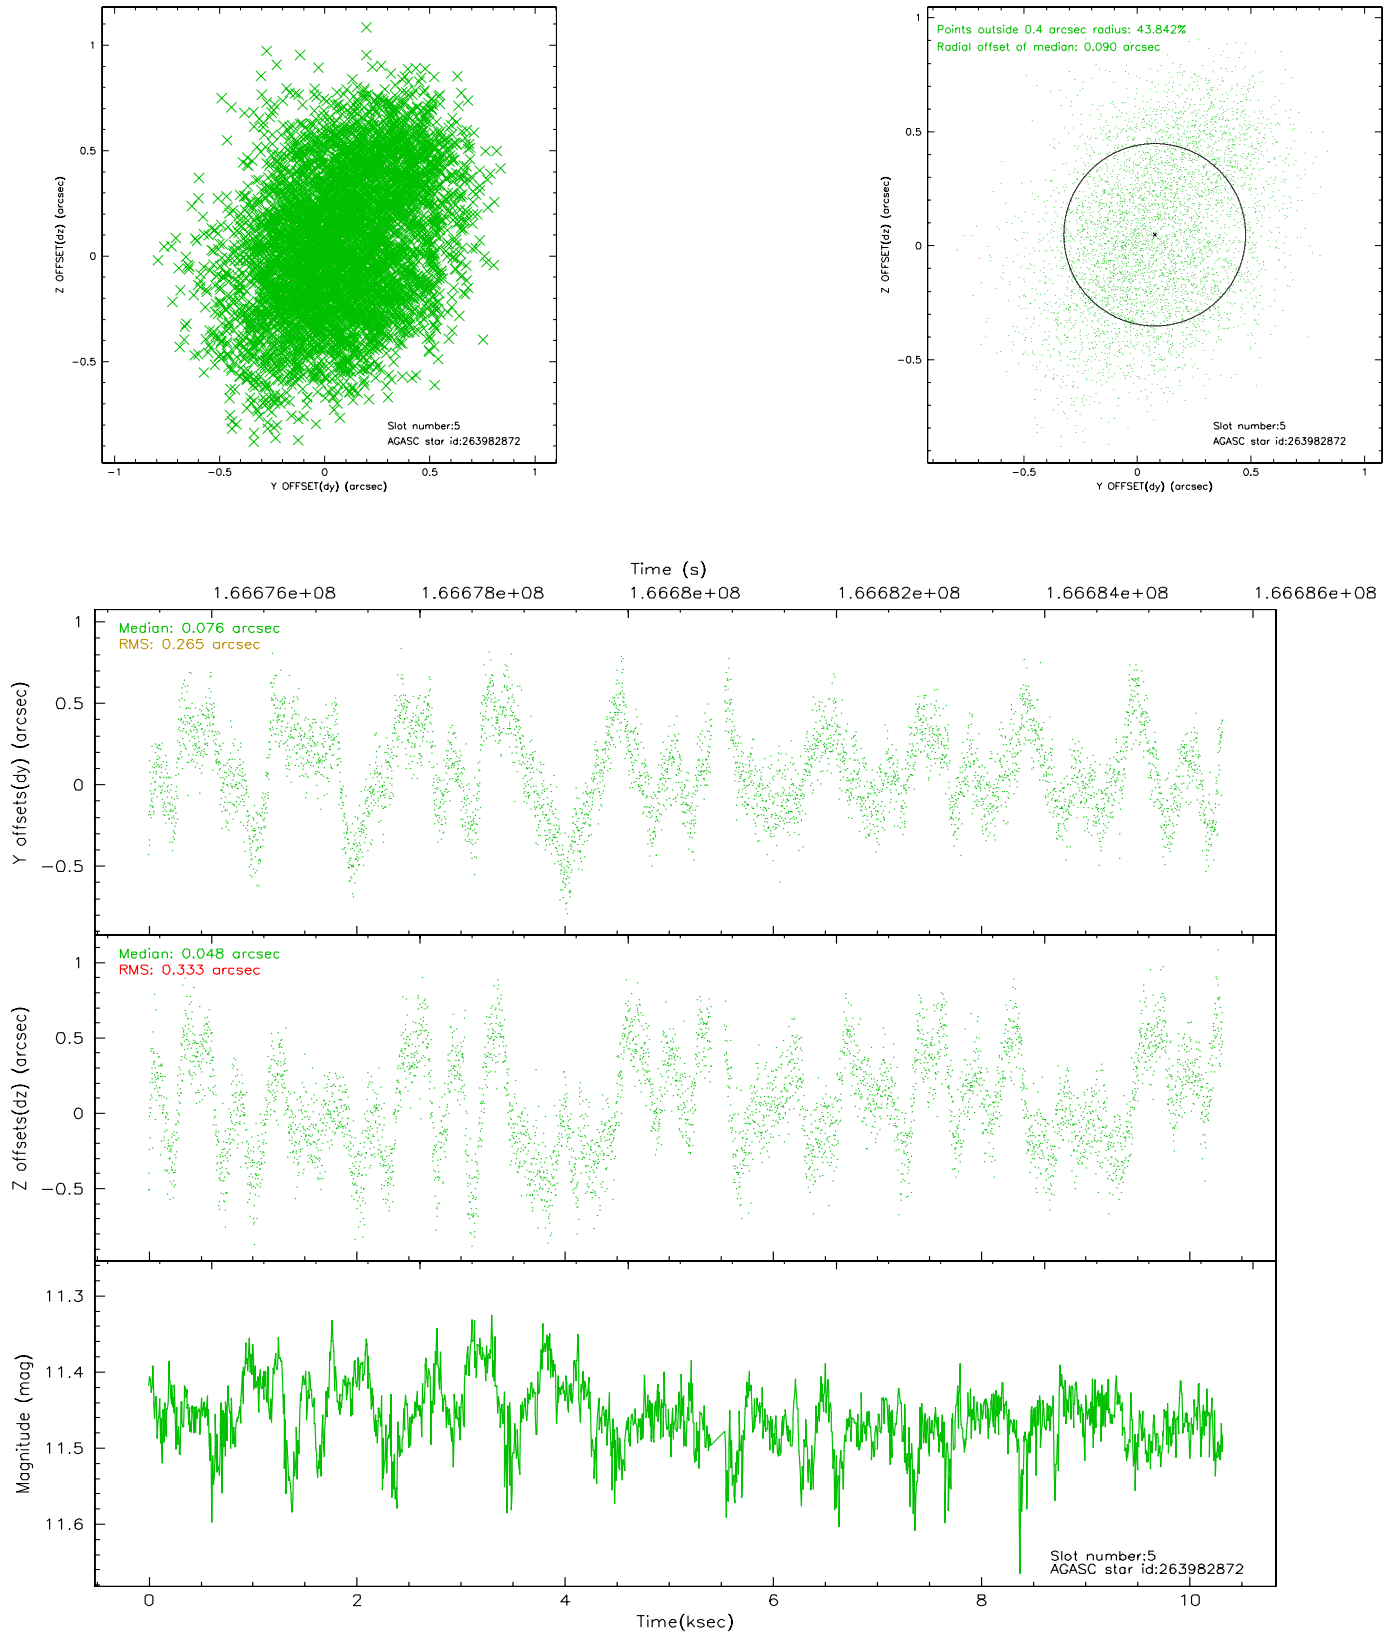 1
0.5
0
-0.5
Z OFFSET(dz) (arcsec)
Slot number:5
AGASC star id:263982872
-1 -0.5 0 0.5 1
Y OFFSET(dy) (arcsec)
Points outside 0.4 arcsec radius: 43.842%
Radial offset of median: 0.090 arcsec
1
0.5
0
-0.5
Z OFFSET(dz) (arcsec)
Slot number:5
AGASC star id:263982872
-0.5 0 0.5 1
Y OFFSET(dy) (arcsec)
Time (s)
1.66676e+08 1.66678e+08 1.6668e+08 1.66682e+08 1.66684e+08 1.66686e+08
Median: 0.076 arcsec
RMS: 0.265 arcsec
1
0.5
0
-0.5
Y offsets(dy) (arcsec)
Median: 0.048 arcsec
RMS: 0.333 arcsec
1
0.5
0
-0.5
Z offsets(dz) (arcsec)
11.3
11.4
11.5
11.6
Magnitude (mag)
Slot number:5
AGASC star id:263982872
0 2 4 6 8 10
Time(ksec)